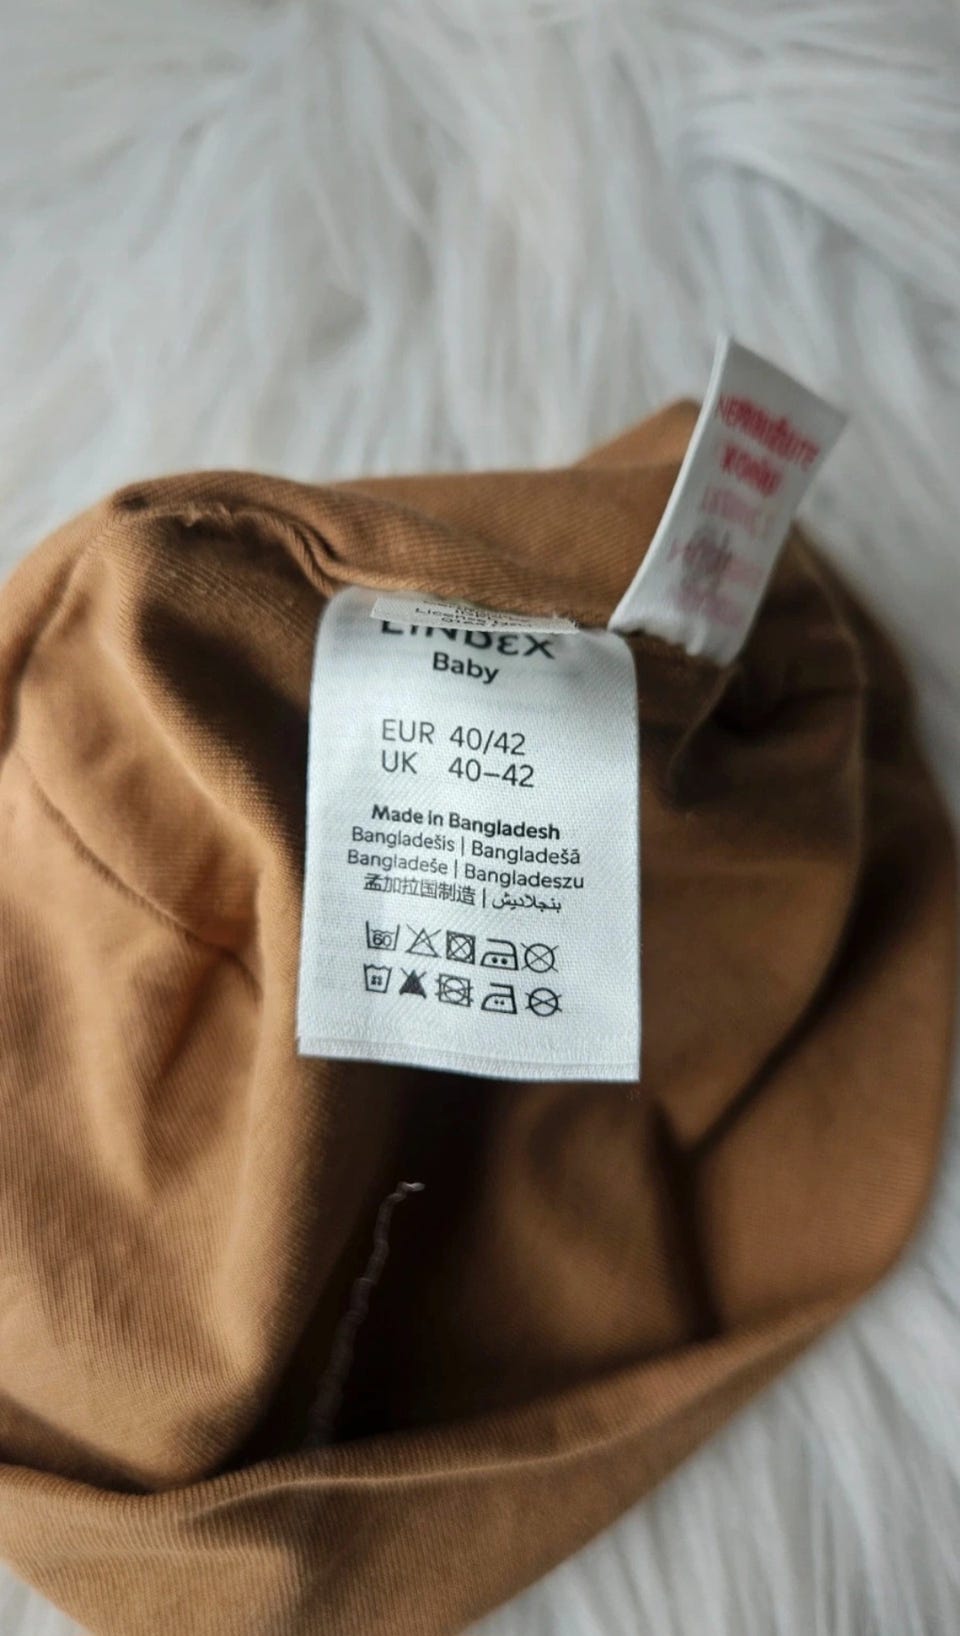 LINDEX
Baby
EUR 40/42
UK 40–42
Made in Bangladesh
Bangladešis | Bangladešā
Bangladeše | Bangladeszu
孟加拉国制造 | بنجلاديش
60